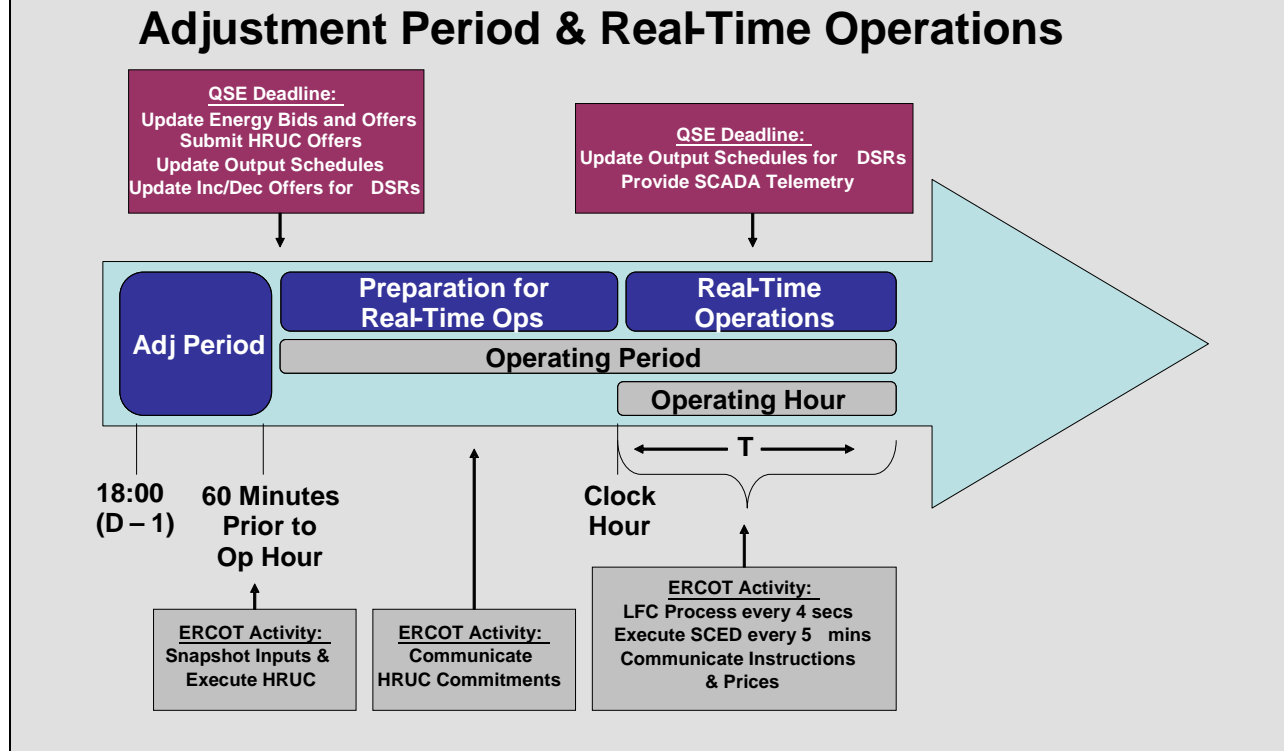 Adjustment Period & Real-Time Operations
QSE Deadline:
Update Energy Bids and Offers
Submit HRUC Offers
Update Output Schedules
Update Inc/Dec Offers for DSRs
QSE Deadline:
Update Output Schedules for DSRs
Provide SCADA Telemetry
Adj Period
Preparation for
Real-Time Ops
Real-Time
Operations
Operating Period
Operating Hour
T
18:00
(D – 1)
60 Minutes
Prior to
Op Hour
Clock
Hour
ERCOT Activity:
Snapshot Inputs &
Execute HRUC
ERCOT Activity:
Communicate
HRUC Commitments
ERCOT Activity:
LFC Process every 4 secs
Execute SCED every 5 mins
Communicate Instructions
& Prices